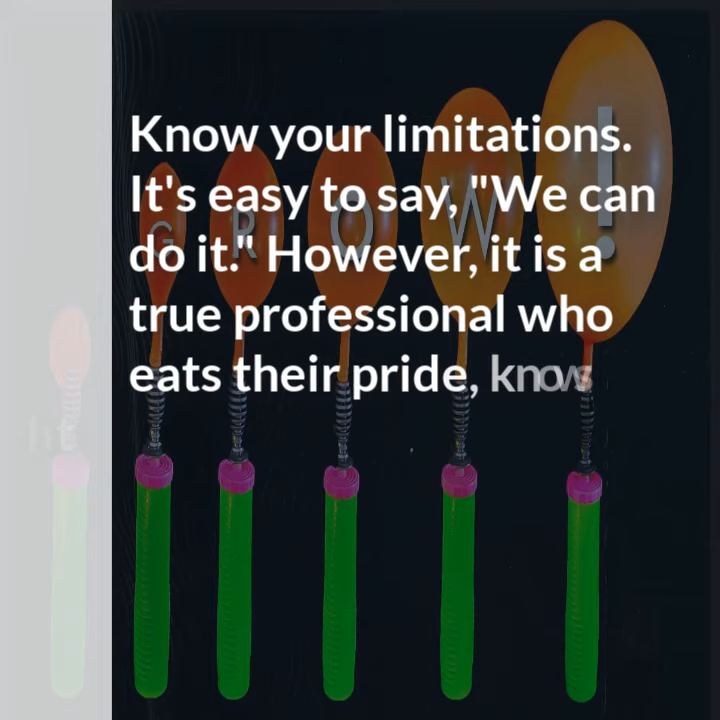 Know your limitations.
It's easy to say, "We can
do it." However, it is a
true professional who
eats their pride, knows
G R O W !